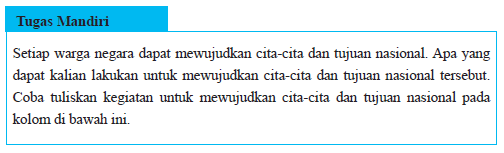 Tugas Mandiri
Setiap warga negara dapat mewujudkan cita-cita dan tujuan nasional. Apa yang
dapat kalian lakukan untuk mewujudkan cita-cita dan tujuan nasional tersebut.
Coba tuliskan kegiatan untuk mewujudkan cita-cita dan tujuan nasional pada
kolom di bawah ini.